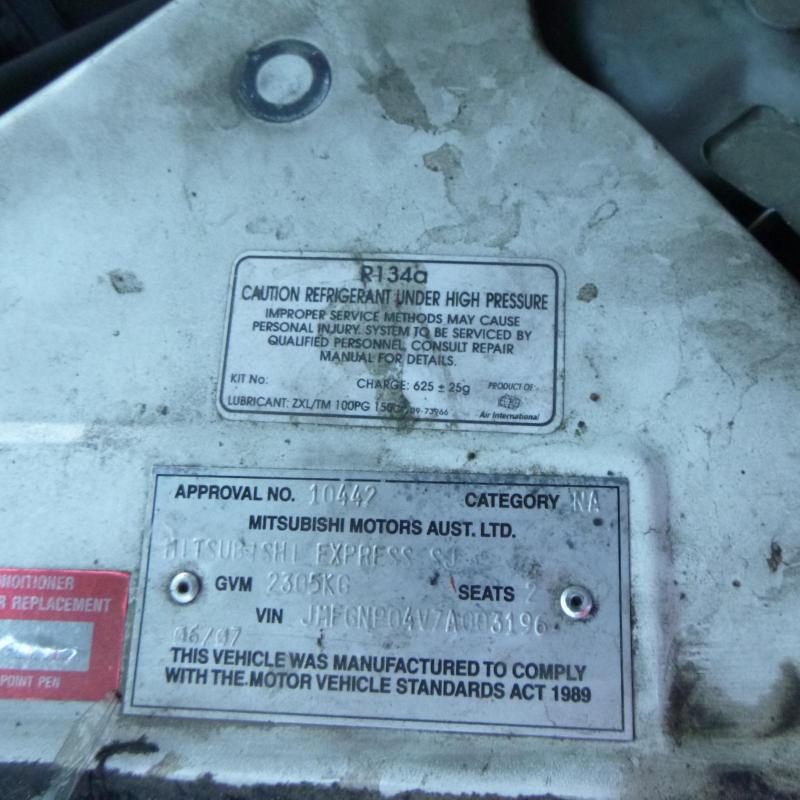 R134a
CAUTION REFRIGERANT UNDER HIGH PRESSURE
IMPROPER SERVICE METHODS MAY CAUSE
PERSONAL INJURY. SYSTEM TO BE SERVICED BY
QUALIFIED PERSONNEL. CONSULT REPAIR
MANUAL FOR DETAILS.
KIT No:
CHARGE: 625 ± 25g
PRODUCT OF
LUBRICANT: ZXL/TM 100PG
Air International
APPROVAL NO. 10442 CATEGORY NA
MITSUBISHI MOTORS AUST. LTD.
MITSUBISHI EXPRESS SJ
GVM 2305KG SEATS 2
VIN JMFGNP04V7A003196
06/07
THIS VEHICLE WAS MANUFACTURED TO COMPLY
WITH THE MOTOR VEHICLE STANDARDS ACT 1989
REPLACEMENT
POINT PEN